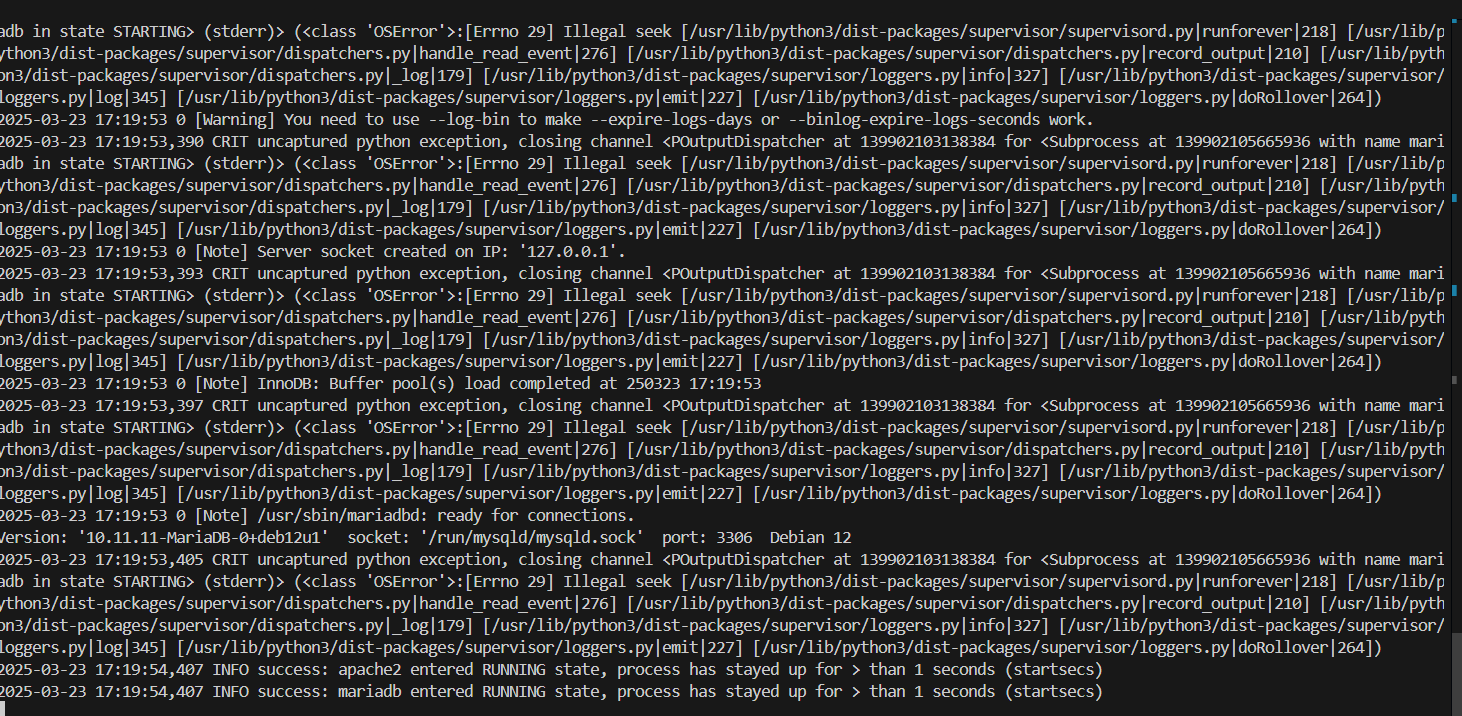 adb in state STARTING> (stderr)> (<class 'OSError'>:[Errno 29] Illegal seek [/usr/lib/python3/dist-packages/supervisor/supervisord.py|runforever|218] [/usr/lib/p
ython3/dist-packages/supervisor/dispatchers.py|handle_read_event|276] [/usr/lib/python3/dist-packages/supervisor/dispatchers.py|record_output|210] [/usr/lib/pyth
on3/dist-packages/supervisor/dispatchers.py|_log|179] [/usr/lib/python3/dist-packages/supervisor/loggers.py|info|327] [/usr/lib/python3/dist-packages/supervisor/
loggers.py|log|345] [/usr/lib/python3/dist-packages/supervisor/loggers.py|emit|227] [/usr/lib/python3/dist-packages/supervisor/loggers.py|doRollover|264])
2025-03-23 17:19:53 0 [Warning] You need to use --log-bin to make --expire-logs-days or --binlog-expire-logs-seconds work.
2025-03-23 17:19:53,390 CRIT uncaptured python exception, closing channel <POutputDispatcher at 139902103138384 for <Subprocess at 139902105665936 with name mari
adb in state STARTING> (stderr)> (<class 'OSError'>:[Errno 29] Illegal seek [/usr/lib/python3/dist-packages/supervisor/supervisord.py|runforever|218] [/usr/lib/p
ython3/dist-packages/supervisor/dispatchers.py|handle_read_event|276] [/usr/lib/python3/dist-packages/supervisor/dispatchers.py|record_output|210] [/usr/lib/pyth
on3/dist-packages/supervisor/dispatchers.py|_log|179] [/usr/lib/python3/dist-packages/supervisor/loggers.py|info|327] [/usr/lib/python3/dist-packages/supervisor/
loggers.py|log|345] [/usr/lib/python3/dist-packages/supervisor/loggers.py|emit|227] [/usr/lib/python3/dist-packages/supervisor/loggers.py|doRollover|264])
2025-03-23 17:19:53 0 [Note] Server socket created on IP: '127.0.0.1'.
2025-03-23 17:19:53,393 CRIT uncaptured python exception, closing channel <POutputDispatcher at 139902103138384 for <Subprocess at 139902105665936 with name mari
adb in state STARTING> (stderr)> (<class 'OSError'>:[Errno 29] Illegal seek [/usr/lib/python3/dist-packages/supervisor/supervisord.py|runforever|218] [/usr/lib/p
ython3/dist-packages/supervisor/dispatchers.py|handle_read_event|276] [/usr/lib/python3/dist-packages/supervisor/dispatchers.py|record_output|210] [/usr/lib/pyth
on3/dist-packages/supervisor/dispatchers.py|_log|179] [/usr/lib/python3/dist-packages/supervisor/loggers.py|info|327] [/usr/lib/python3/dist-packages/supervisor/
loggers.py|log|345] [/usr/lib/python3/dist-packages/supervisor/loggers.py|emit|227] [/usr/lib/python3/dist-packages/supervisor/loggers.py|doRollover|264])
2025-03-23 17:19:53 0 [Note] InnoDB: Buffer pool(s) load completed at 250323 17:19:53
2025-03-23 17:19:53,397 CRIT uncaptured python exception, closing channel <POutputDispatcher at 139902103138384 for <Subprocess at 139902105665936 with name mari
adb in state STARTING> (stderr)> (<class 'OSError'>:[Errno 29] Illegal seek [/usr/lib/python3/dist-packages/supervisor/supervisord.py|runforever|218] [/usr/lib/p
ython3/dist-packages/supervisor/dispatchers.py|handle_read_event|276] [/usr/lib/python3/dist-packages/supervisor/dispatchers.py|record_output|210] [/usr/lib/pyth
on3/dist-packages/supervisor/dispatchers.py|_log|179] [/usr/lib/python3/dist-packages/supervisor/loggers.py|info|327] [/usr/lib/python3/dist-packages/supervisor/
loggers.py|log|345] [/usr/lib/python3/dist-packages/supervisor/loggers.py|emit|227] [/usr/lib/python3/dist-packages/supervisor/loggers.py|doRollover|264])
2025-03-23 17:19:53 0 [Note] /usr/sbin/mariadbd: ready for connections.
Version: '10.11.11-MariaDB-0+deb12u1'  socket: '/run/mysqld/mysqld.sock'  port: 3306  Debian 12
2025-03-23 17:19:53,405 CRIT uncaptured python exception, closing channel <POutputDispatcher at 139902103138384 for <Subprocess at 139902105665936 with name mari
adb in state STARTING> (stderr)> (<class 'OSError'>:[Errno 29] Illegal seek [/usr/lib/python3/dist-packages/supervisor/supervisord.py|runforever|218] [/usr/lib/p
ython3/dist-packages/supervisor/dispatchers.py|handle_read_event|276] [/usr/lib/python3/dist-packages/supervisor/dispatchers.py|record_output|210] [/usr/lib/pyth
on3/dist-packages/supervisor/dispatchers.py|_log|179] [/usr/lib/python3/dist-packages/supervisor/loggers.py|info|327] [/usr/lib/python3/dist-packages/supervisor/
loggers.py|log|345] [/usr/lib/python3/dist-packages/supervisor/loggers.py|emit|227] [/usr/lib/python3/dist-packages/supervisor/loggers.py|doRollover|264])
2025-03-23 17:19:54,407 INFO success: apache2 entered RUNNING state, process has stayed up for > than 1 seconds (startsecs)
2025-03-23 17:19:54,407 INFO success: mariadb entered RUNNING state, process has stayed up for > than 1 seconds (startsecs)